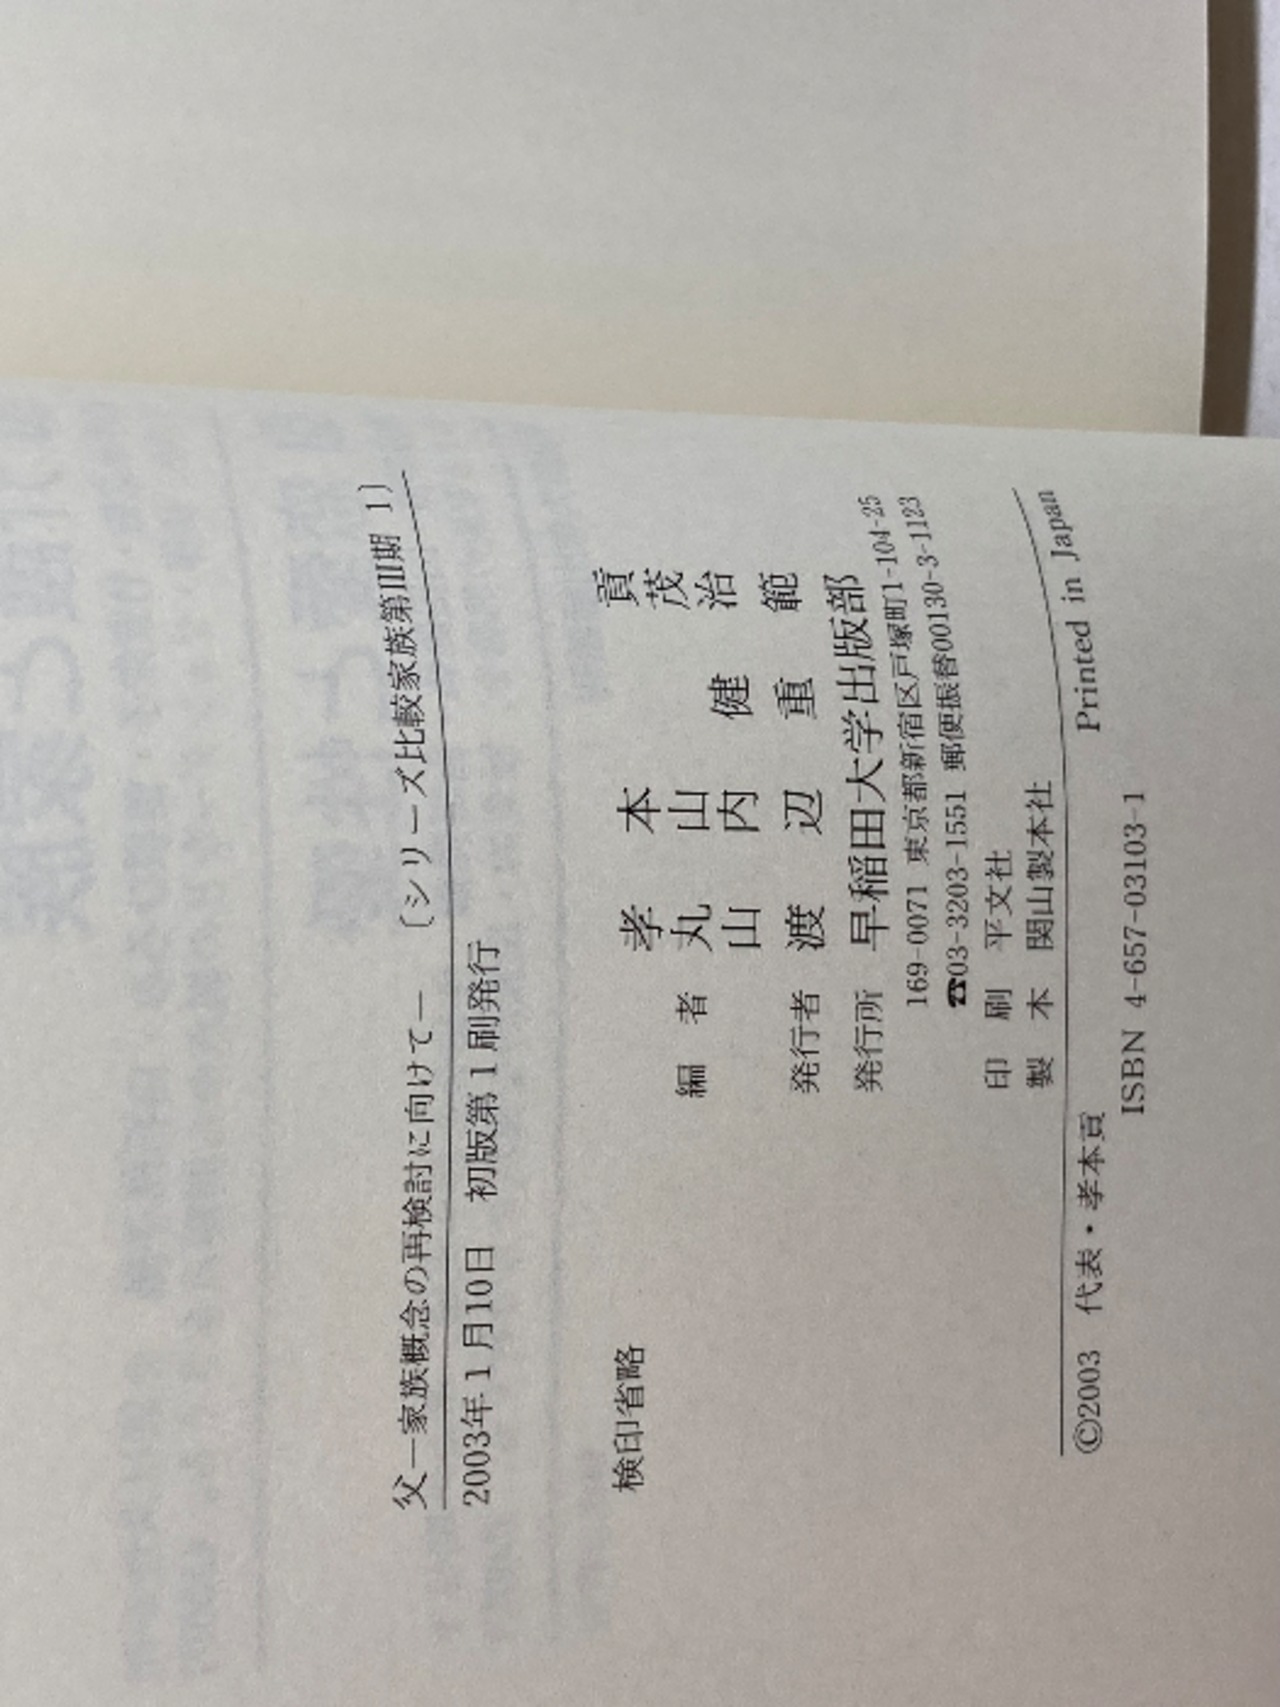 父―家族概念の再検討に向けて― 〔シリーズ比較家族第Ⅲ期 1〕
2003年1月10日 初版第1刷発行
検印省略
編者 孝本 貢
丸山 茂
山内 健治
発行者 渡辺 重範
発行所 早稲田大学出版部
169-0071 東京都新宿区戸塚町1-104-25
☎03-3203-1551 郵便振替00130-3-1123
印刷 平文社
製本 関山製本社
©2003 代表・孝本貢 Printed in Japan
ISBN 4-657-03103-1